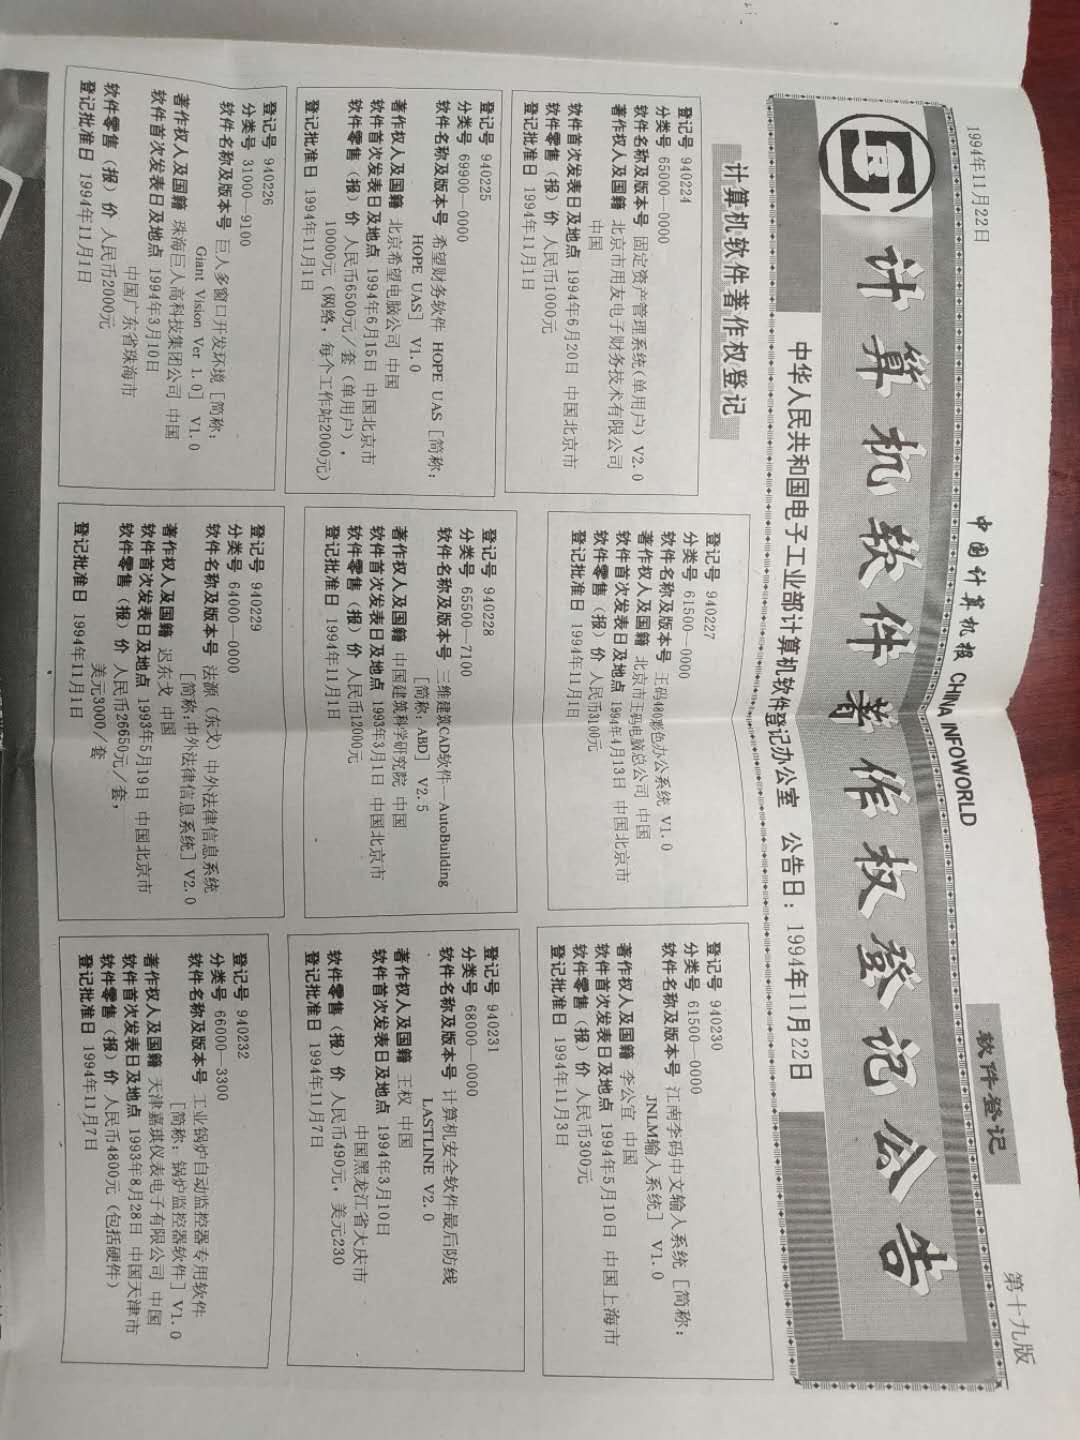 1994年11月22日
中国计算机报 CHINA INFOWORLD
软件登记
第十九版
计算机软件著作权登记公告
中华人民共和国电子工业部计算机软件登记办公室 公告日：1994年11月22日
计算机软件著作权登记
登记号 940224
分类号 65000—0000
软件名称及版本号 固定资产管理系统(单用户) V2.0
著作权人及国籍 北京市用友电子财务技术有限公司
中国
软件首次发表日及地点 1994年6月20日 中国北京市
软件零售（报）价 人民币1000元
登记批准日 1994年11月1日
登记号 940225
分类号 69900—0000
软件名称及版本号 希望财务软件 HOPE UAS［简称：
HOPE UAS］ V1.0
著作权人及国籍 北京希望电脑公司 中国
软件首次发表日及地点 1994年6月15日 中国北京市
软件零售（报）价 人民币6500元／套（单用户），
10000元（网络，每个工作站2000元）
登记批准日 1994年11月1日
登记号 940226
分类号 31000—9100
软件名称及版本号 巨人多窗口开发环境［简称：
Giant Vision Ver 1.0］ V1.0
著作权人及国籍 珠海巨人高科技集团公司 中国
软件首次发表日及地点 1994年3月10日
中国广东省珠海市
软件零售（报）价 人民币2000元
登记批准日 1994年11月1日
登记号 940227
分类号 61500—0000
软件名称及版本号 王码480彩色办公系统 V1.0
著作权人及国籍 北京市王码电脑总公司 中国
软件首次发表日及地点 1994年4月13日 中国北京市
软件零售（报）价 人民币3100元
登记批准日 1994年11月1日
登记号 940228
分类号 65500—7100
软件名称及版本号 三维建筑CAD软件—AutoBuilding
［简称：ABD］ V2.5
著作权人及国籍 中国建筑科学研究院 中国
软件首次发表日及地点 1993年3月1日 中国北京市
软件零售（报）价 人民币12000元
登记批准日 1994年11月1日
登记号 940229
分类号 64000—0000
软件名称及版本号 法源（东戈）中外法律信息系统
［简称:中外法律信息系统］V2.0
著作权人及国籍 迟东戈 中国
软件首次发表日及地点 1993年5月19日 中国北京市
软件零售（报）价 人民币26650元／套，
美元3000／套
登记批准日 1994年11月1日
登记号 940230
分类号 61500—0000
软件名称及版本号 江南李码中文输入系统［简称：
JNLM输入系统］ V1.0
著作权人及国籍 李公宜 中国
软件首次发表日及地点 1994年5月10日 中国上海市
软件零售（报）价 人民币300元
登记批准日 1994年11月3日
登记号 940231
分类号 68000—0000
软件名称及版本号 计算机安全软件最后防线
LASTLINE V2.0
著作权人及国籍 王权 中国
软件首次发表日及地点 1994年3月10日
中国黑龙江省大庆市
软件零售（报）价 人民币490元，美元230
登记批准日 1994年11月7日
登记号 940232
分类号 66000—3300
软件名称及版本号 工业锅炉自动监控器专用软件
［简称：锅炉监控器软件］V1.0
著作权人及国籍 天津嘉琪仪表电子有限公司 中国
软件首次发表日及地点 1993年8月28日 中国天津市
软件零售（报）价 人民币4800元（包括硬件）
登记批准日 1994年11月7日